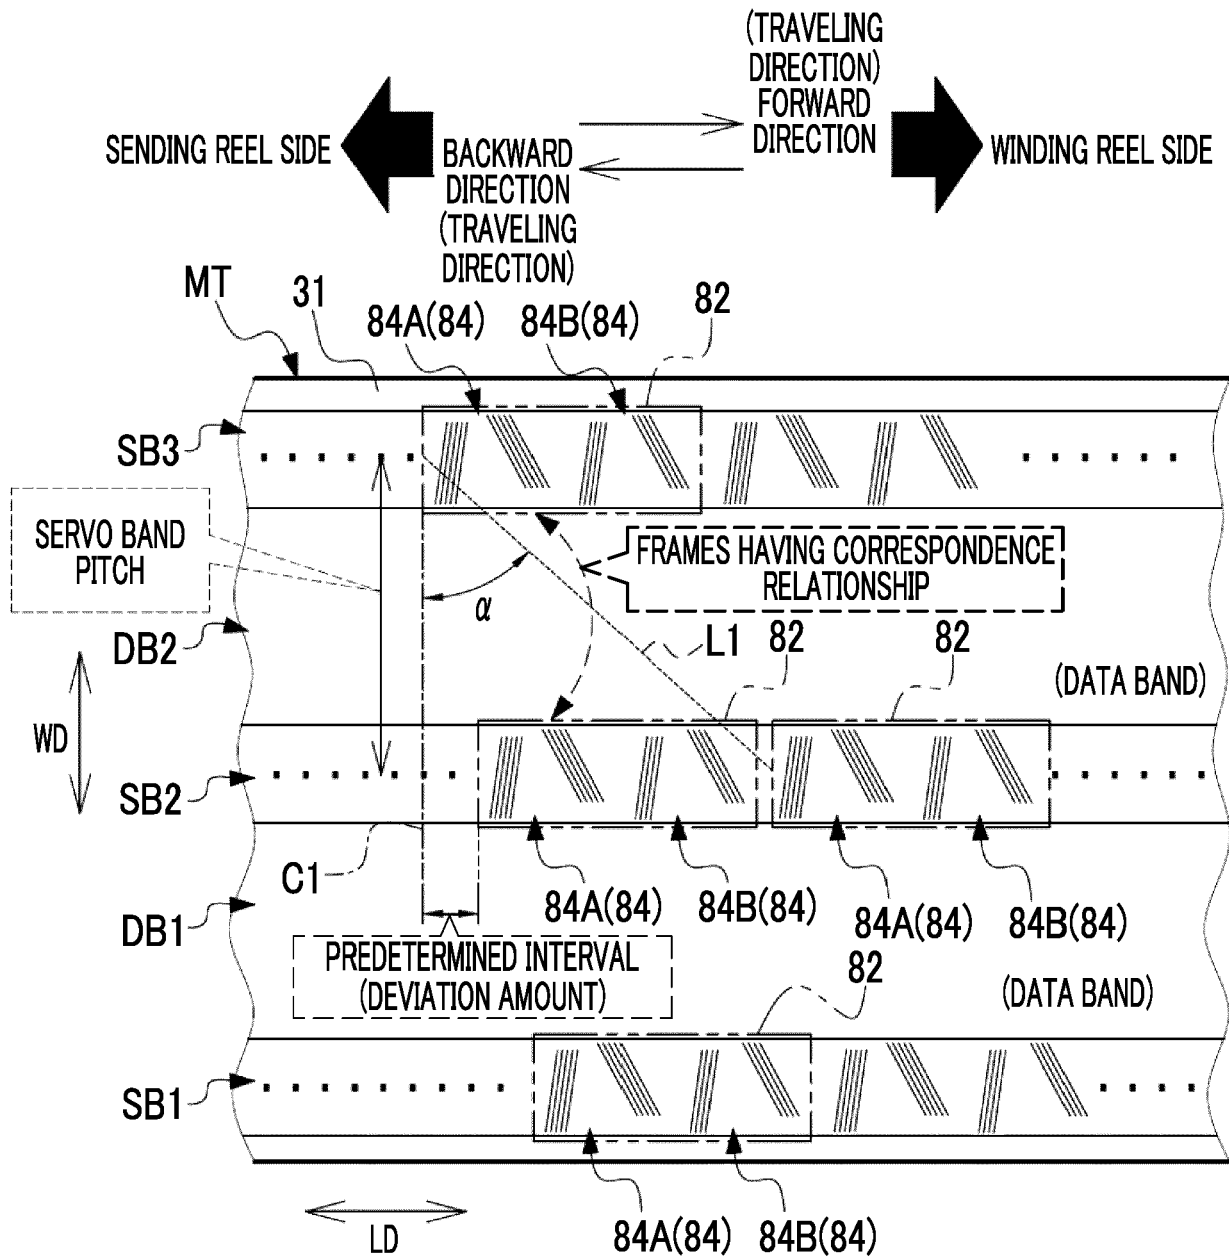 (TRAVELING
DIRECTION)
FORWARD
DIRECTION
SENDING REEL SIDE
BACKWARD
DIRECTION
(TRAVELING
DIRECTION)
WINDING REEL SIDE
MT
31
84A(84)
84B(84)
82
SB3
SERVO BAND
PITCH
FRAMES HAVING CORRESPONDENCE
RELATIONSHIP
α
DB2
L1
82
82
(DATA BAND)
WD
SB2
C1
84A(84)
84B(84)
84A(84)
84B(84)
DB1
PREDETERMINED INTERVAL
(DEVIATION AMOUNT)
82
(DATA BAND)
SB1
LD
84A(84)
84B(84)